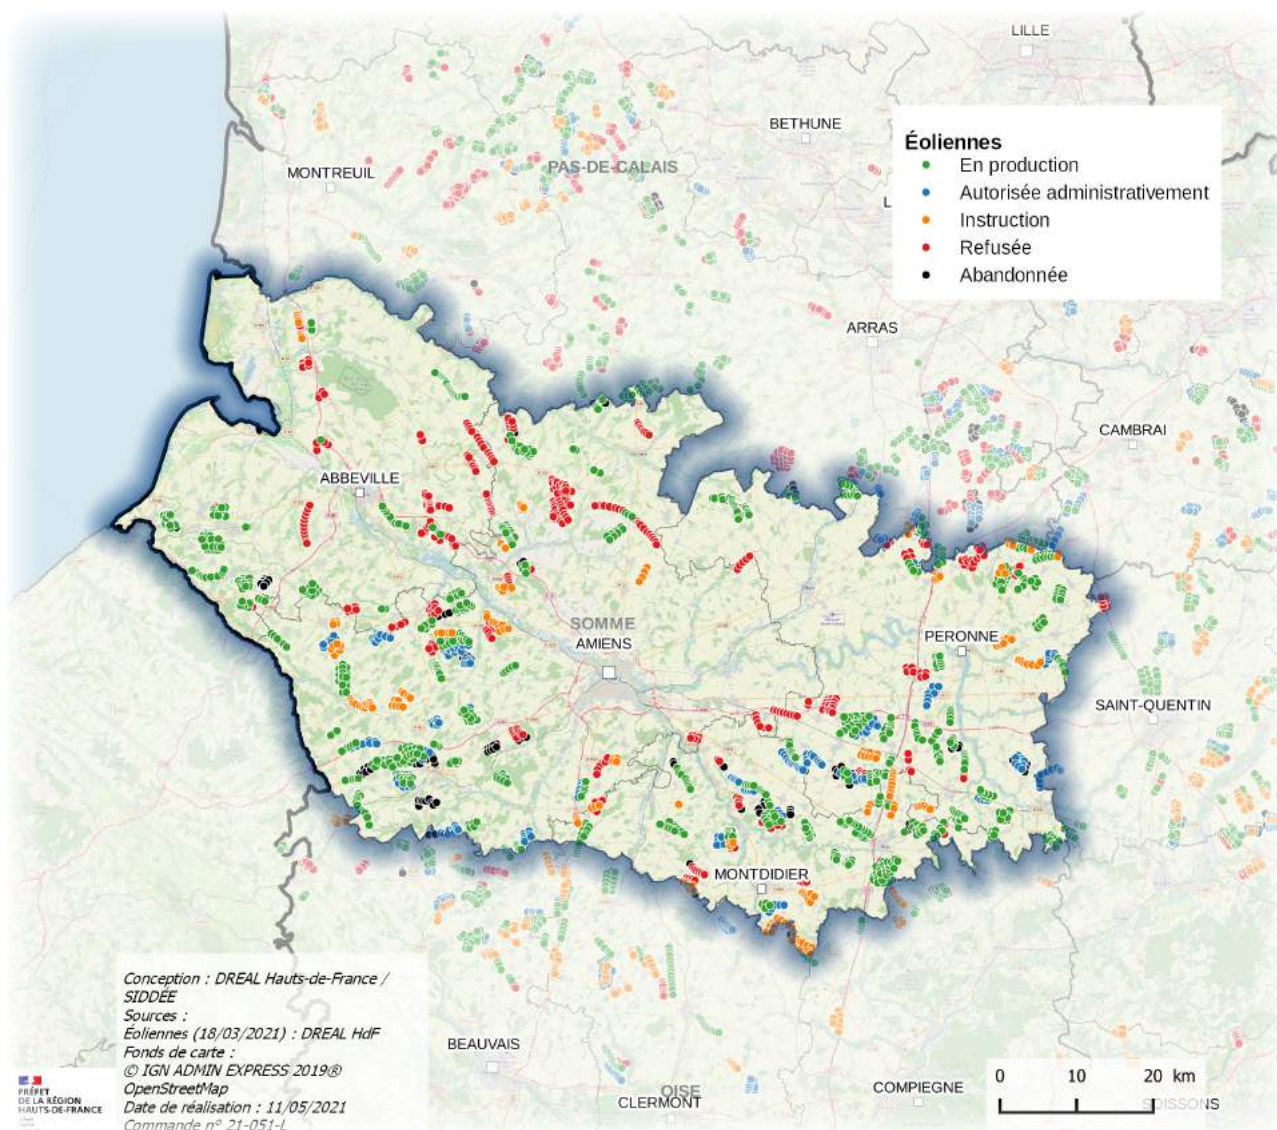 LILLE
BETHUNE
PAS-DE-CALAIS
MONTREUIL
L
Éoliennes
En production
Autorisée administrativement
Instruction
Refusée
Abandonnée
ARRAS
CAMBRAI
ABBEVILLE
SOMME
AMIENS
PERONNE
SAINT-QUENTIN
MONTDIDIER
BEAUVAIS
OISE
CLERMONT
COMPIEGNE
SOISSONS
Conception : DREAL Hauts-de-France /
SIDDÉE
Sources :
Éoliennes (18/03/2021) : DREAL HdF
Fonds de carte :
© IGN ADMIN EXPRESS 2019®
OpenStreetMap
Date de réalisation : 11/05/2021
Commande n° 21-051-L
PRÉFET
DE LA RÉGION
HAUTS-DE-FRANCE
0 10 20 km